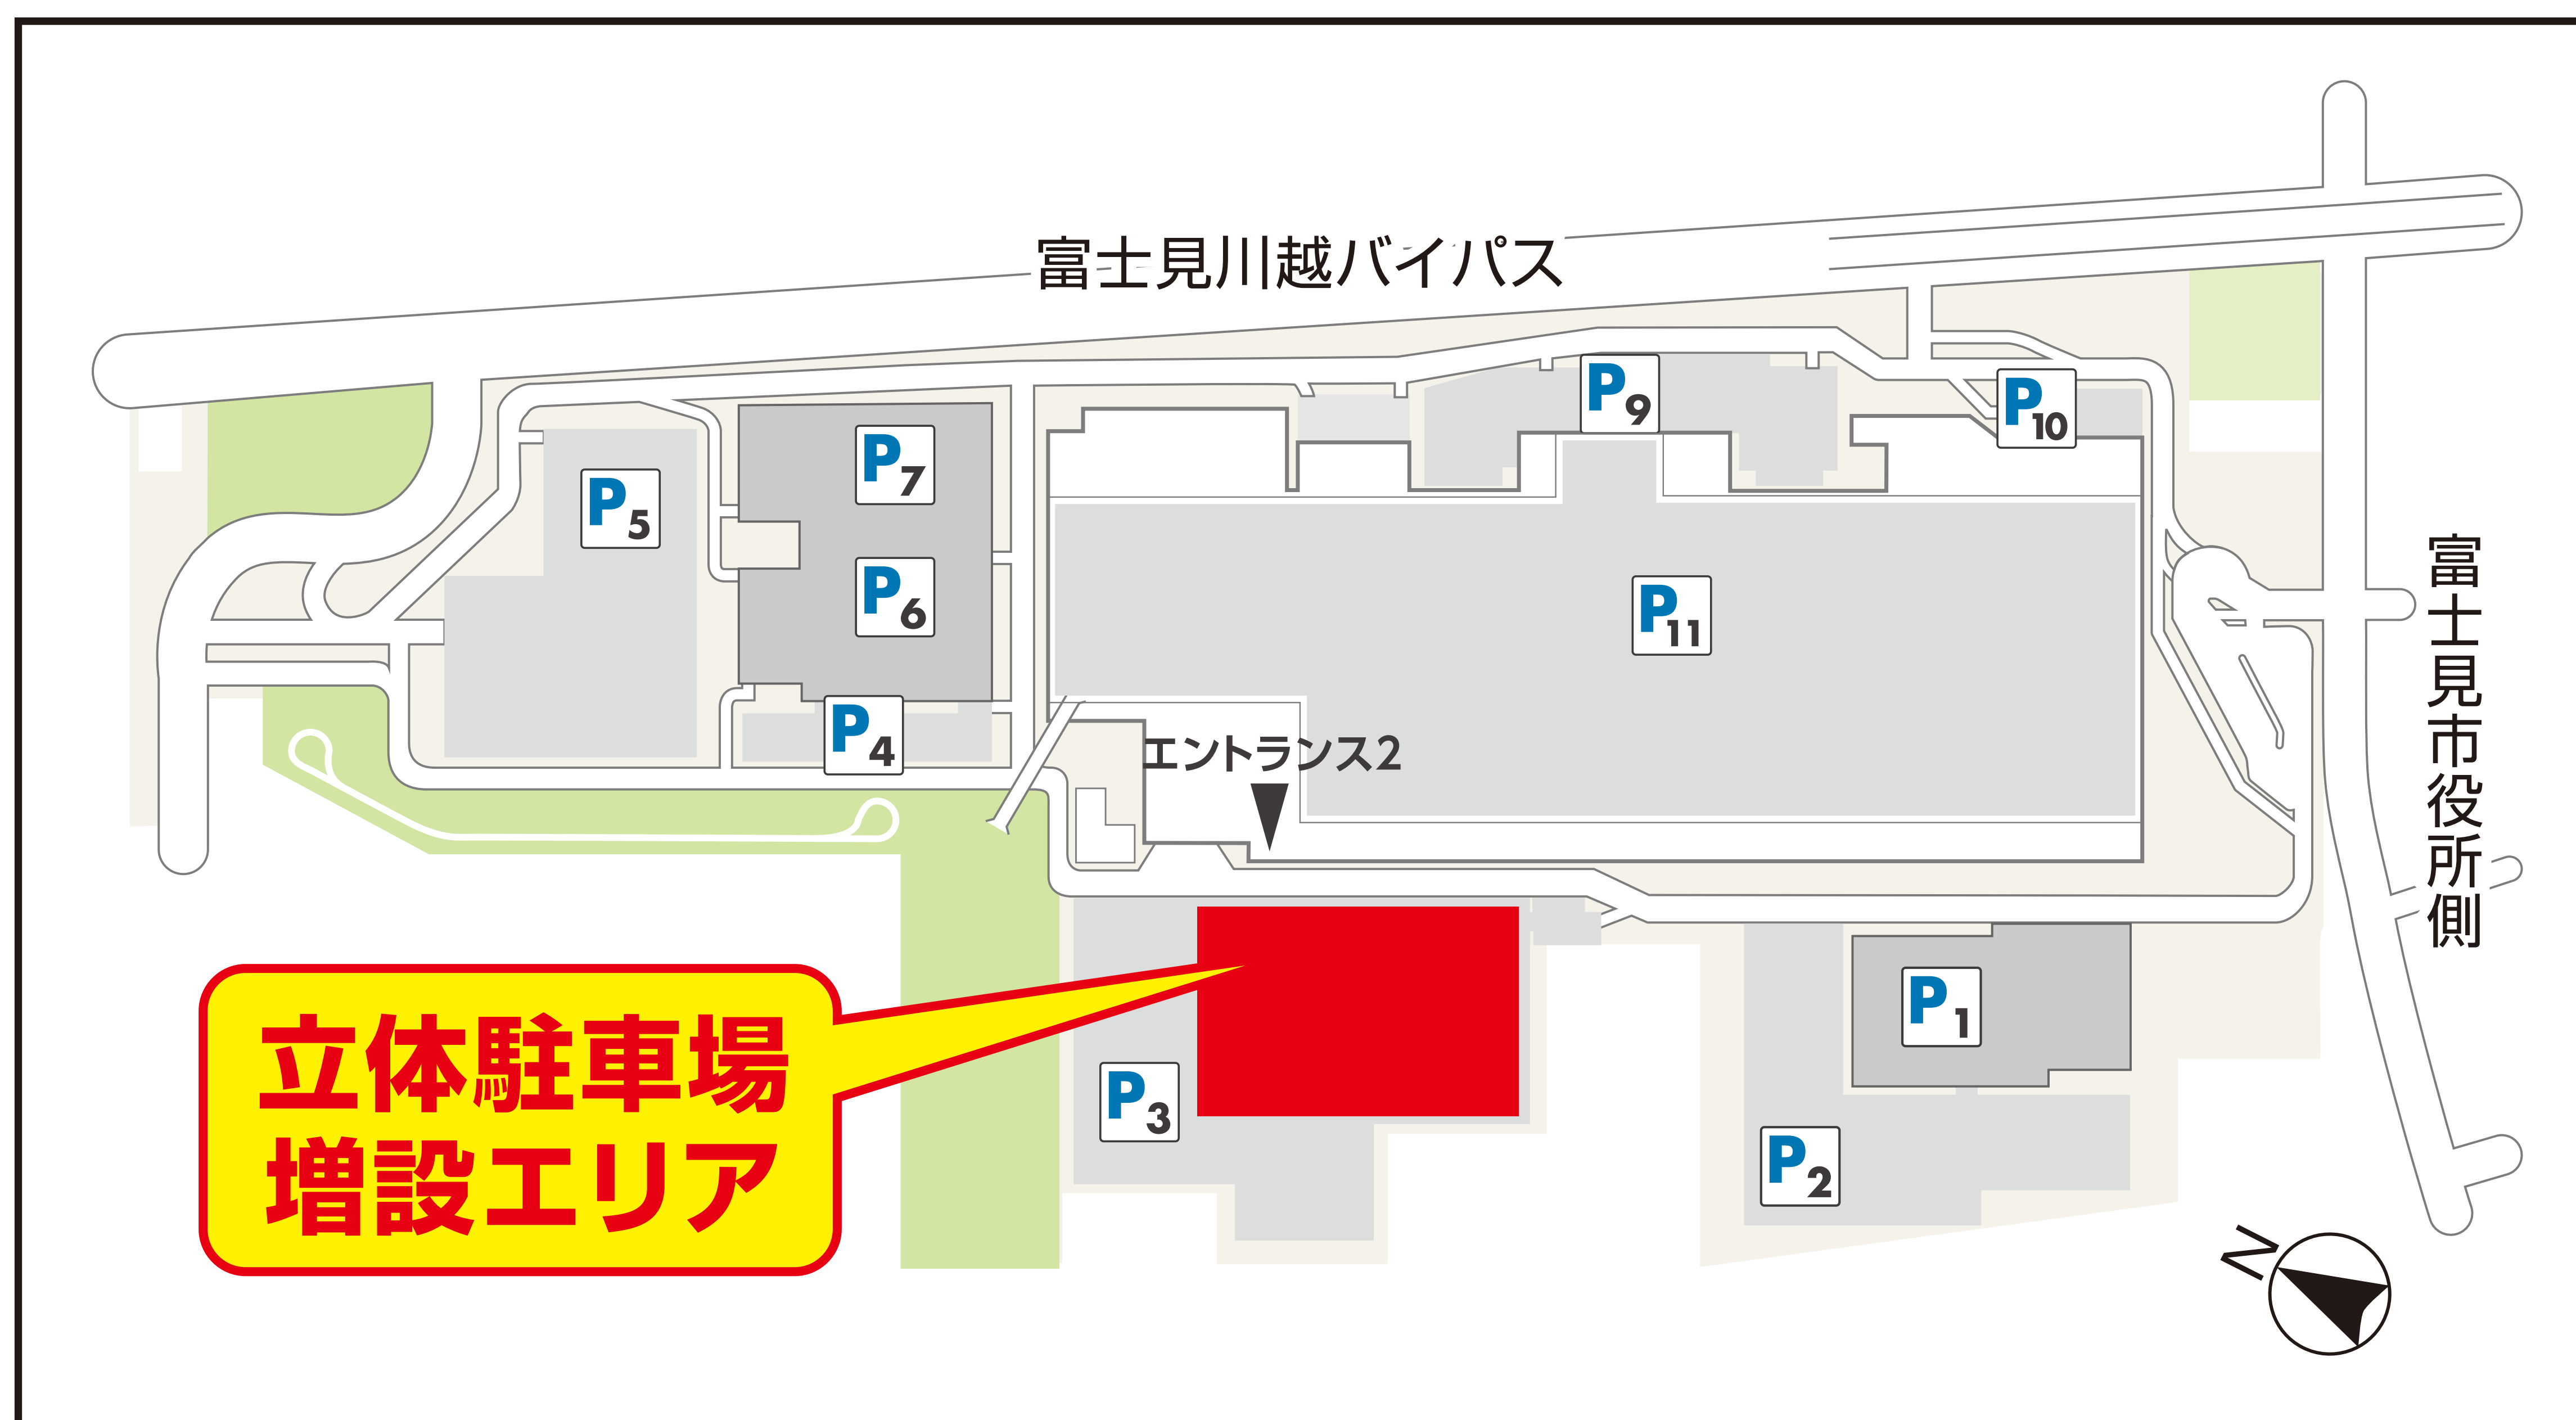 富士見川越バイパス
P9
P10
P7
P5
P6
P11
富士見市役所側
P4
エントランス2
立体駐車場
増設エリア
P1
P3
P2
N